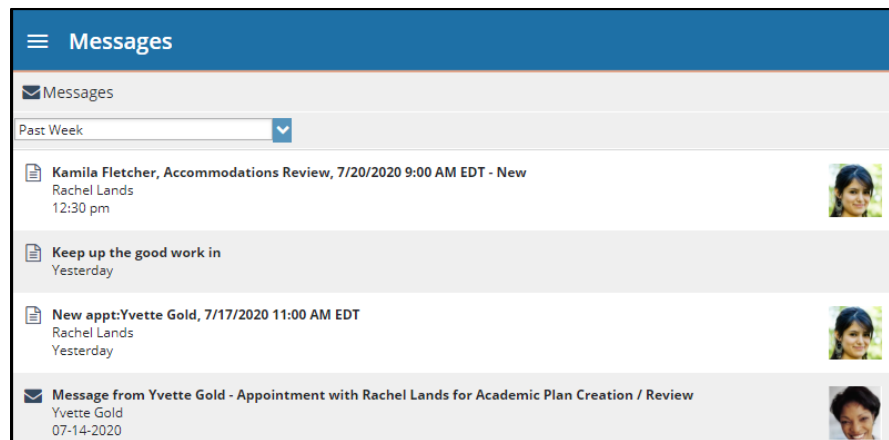 Messages
Messages
Past Week
Kamila Fletcher, Accommodations Review, 7/20/2020 9:00 AM EDT - New
Rachel Lands
12:30 pm
Keep up the good work in
Yesterday
New appt:Yvette Gold, 7/17/2020 11:00 AM EDT
Rachel Lands
Yesterday
Message from Yvette Gold - Appointment with Rachel Lands for Academic Plan Creation / Review
Yvette Gold
07-14-2020